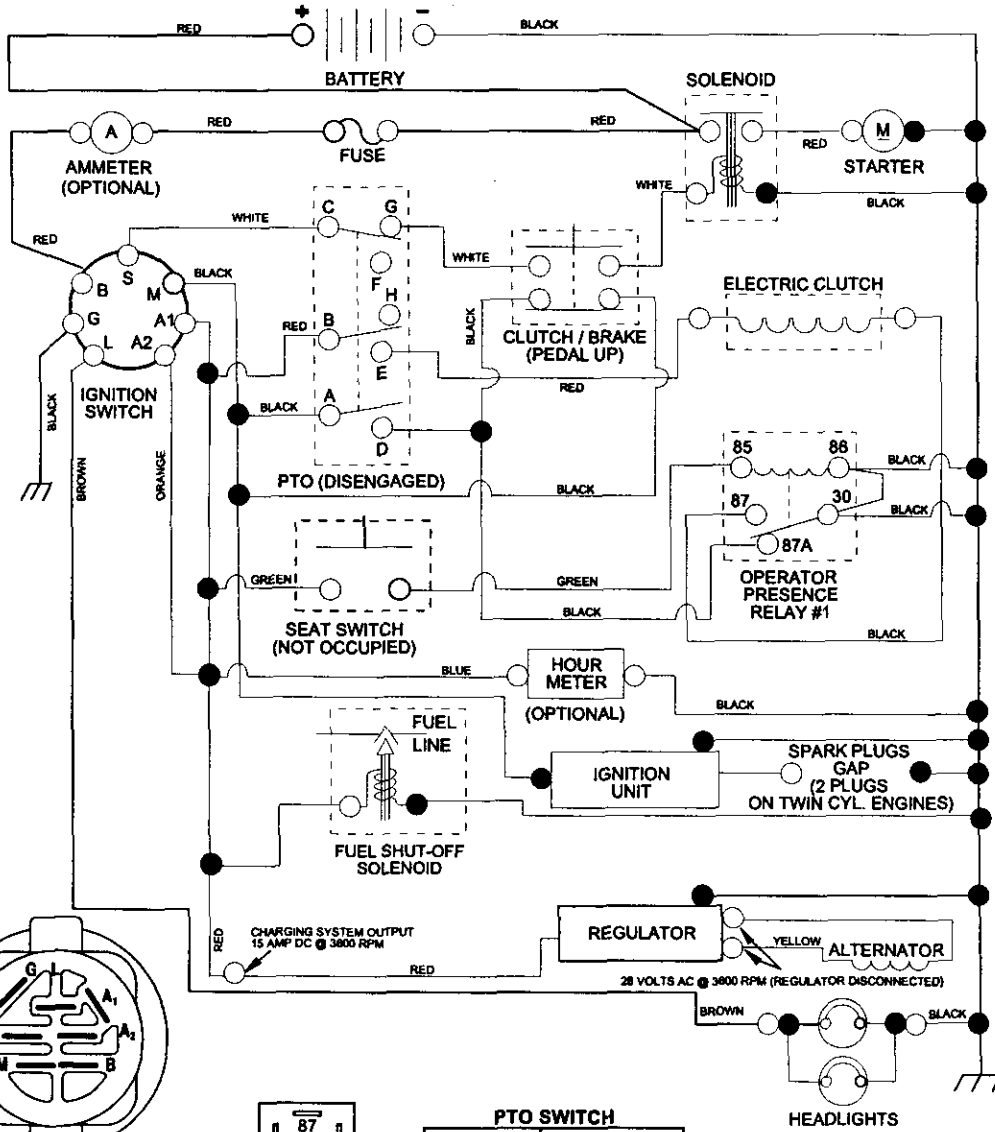 +
-
RED
BLACK
BATTERY
SOLENOID
A
RED
RED
M
AMMETER
(OPTIONAL)
FUSE
RED
STARTER
WHITE
BLACK
C
G
WHITE
RED
S
BLACK
WHITE
B
M
F
ELECTRIC CLUTCH
G
A1
H
RED
B
BLACK
CLUTCH / BRAKE
(PEDAL UP)
L
A2
E
RED
IGNITION
SWITCH
BLACK
A
BLACK
BROWN
ORANGE
D
85
86
BLACK
PTO (DISENGAGED)
BLACK
87
30
BLACK
87A
GREEN
GREEN
OPERATOR
PRESENCE
RELAY #1
BLACK
SEAT SWITCH
(NOT OCCUPIED)
BLACK
BLUE
HOUR
METER
(OPTIONAL)
BLACK
FUEL
LINE
IGNITION
UNIT
SPARK PLUGS
GAP
(2 PLUGS
ON TWIN CYL. ENGINES)
FUEL SHUT-OFF
SOLENOID
RED
CHARGING SYSTEM OUTPUT
15 AMP DC @ 3600 RPM
RED
REGULATOR
YELLOW
ALTERNATOR
28 VOLTS AC @ 3600 RPM (REGULATOR DISCONNECTED)
BROWN
BLACK
HEADLIGHTS
G
L
A1
A2
M
B
87
PTO SWITCH